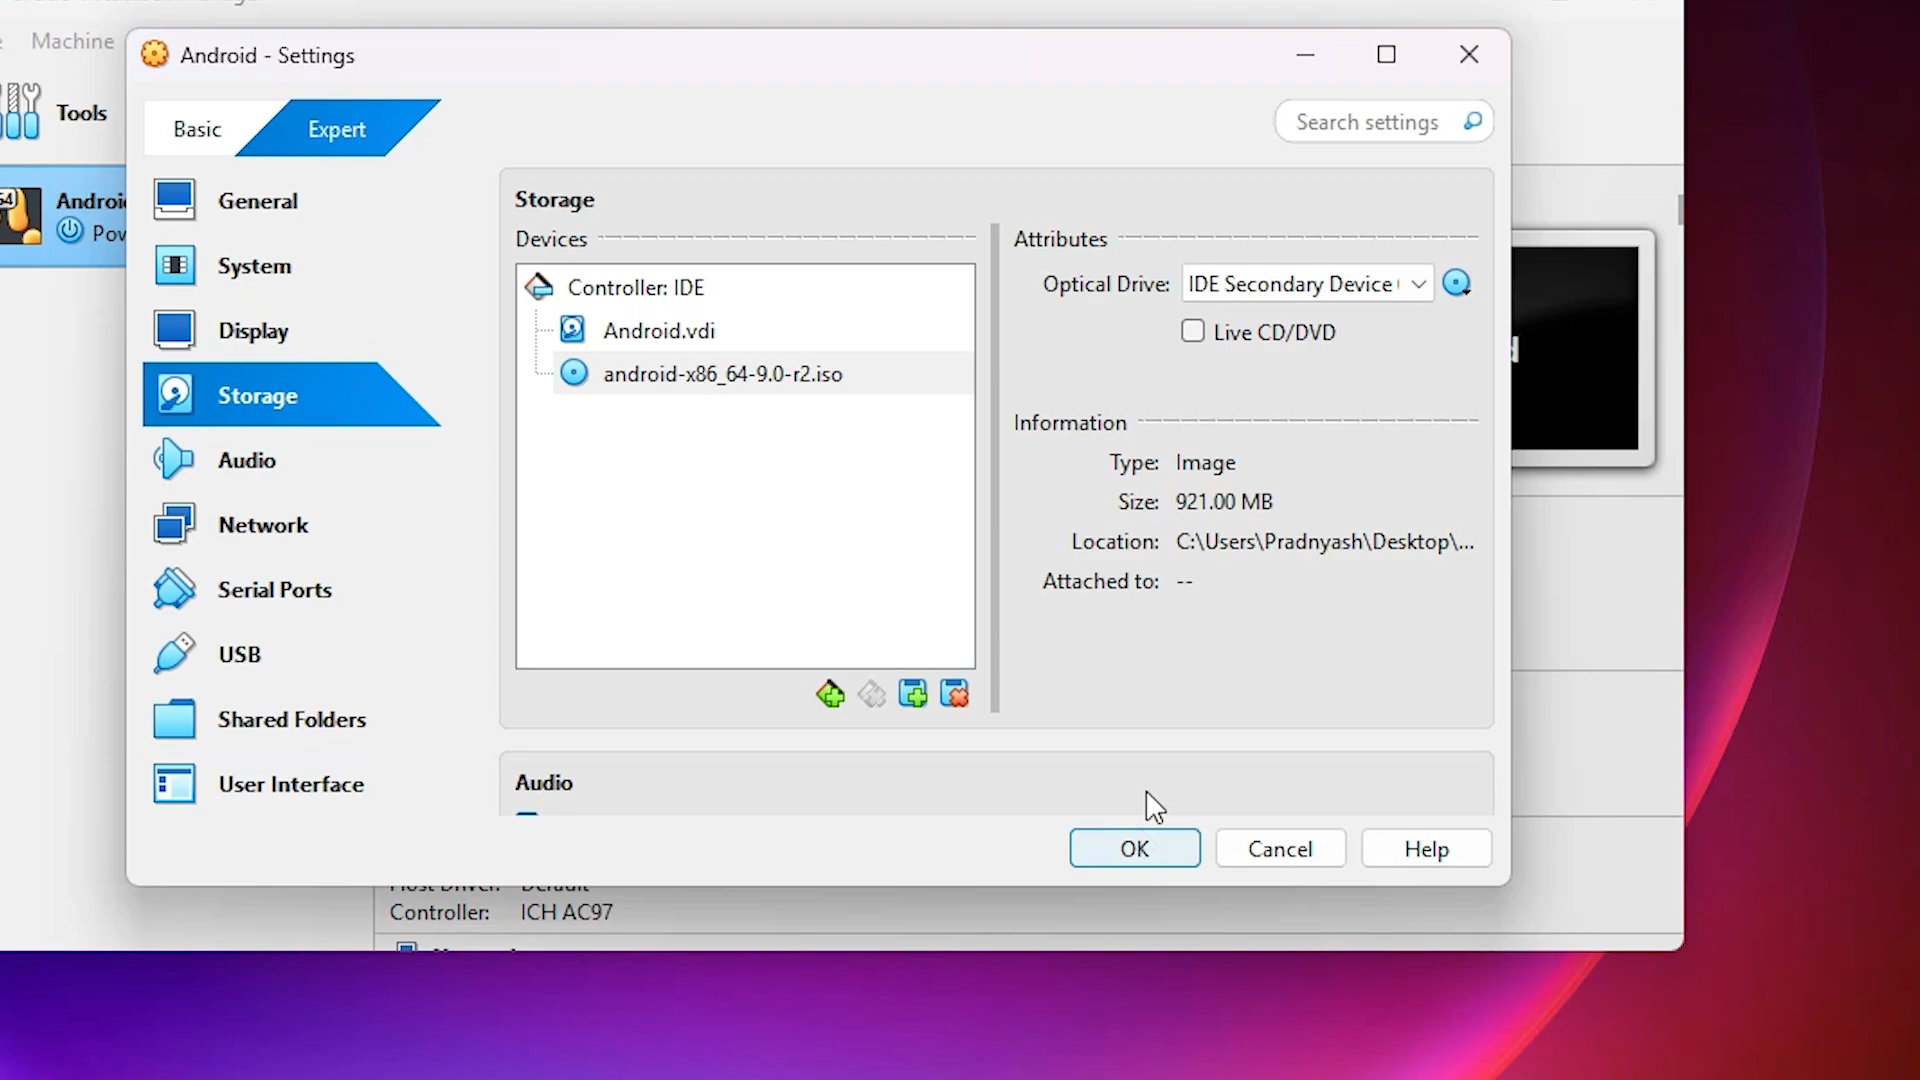 Machine
Android - Settings
Tools
Basic
Expert
Search settings
General
System
Display
Storage
Audio
Network
Serial Ports
USB
Shared Folders
User Interface
Storage
Devices
Controller: IDE
Android.vdi
android-x86_64-9.0-r2.iso
Attributes
Optical Drive: IDE Secondary Device
Live CD/DVD
Information
Type: Image
Size: 921.00 MB
Location: C:\Users\Pradnyash\Desktop\...
Attached to: --
Audio
OK
Cancel
Help
Controller: ICH AC97